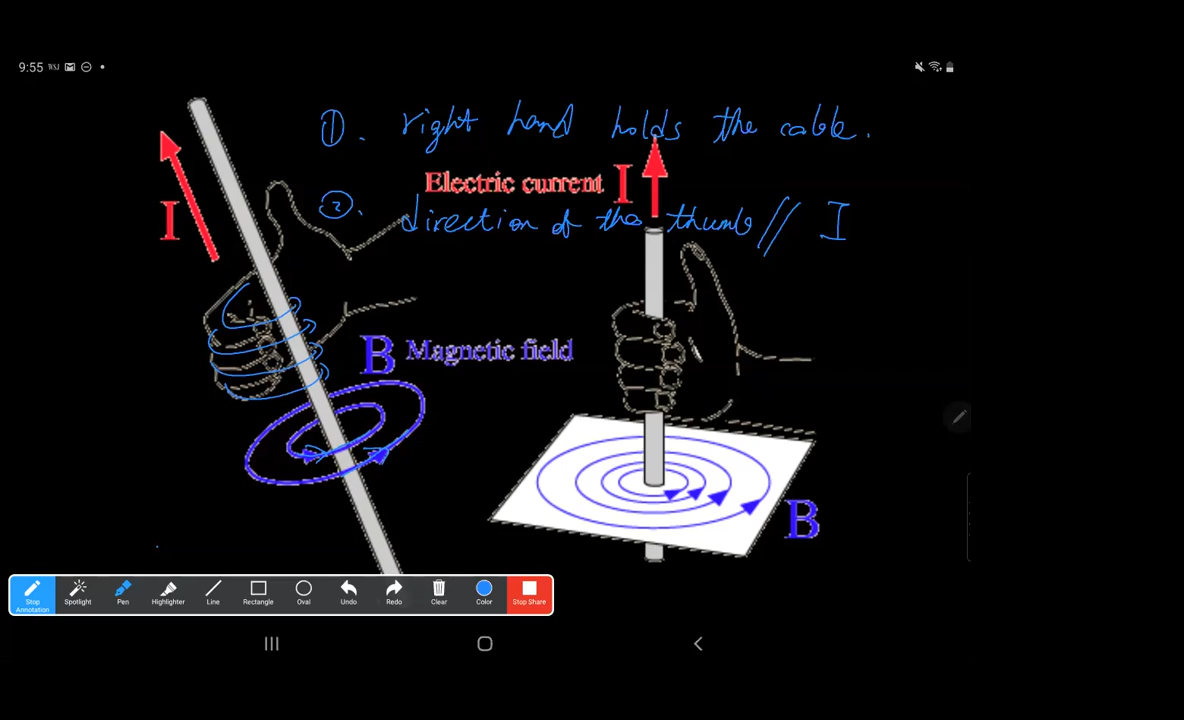 9:55 WSJ
①. right hand holds the cable.
Electric current I
②. direction of the thumb // I
I
B Magnetic field
B
Stop Annotation
Spotlight
Pen
Highlighter
Line
Rectangle
Oval
Undo
Redo
Clear
Color
Stop Share